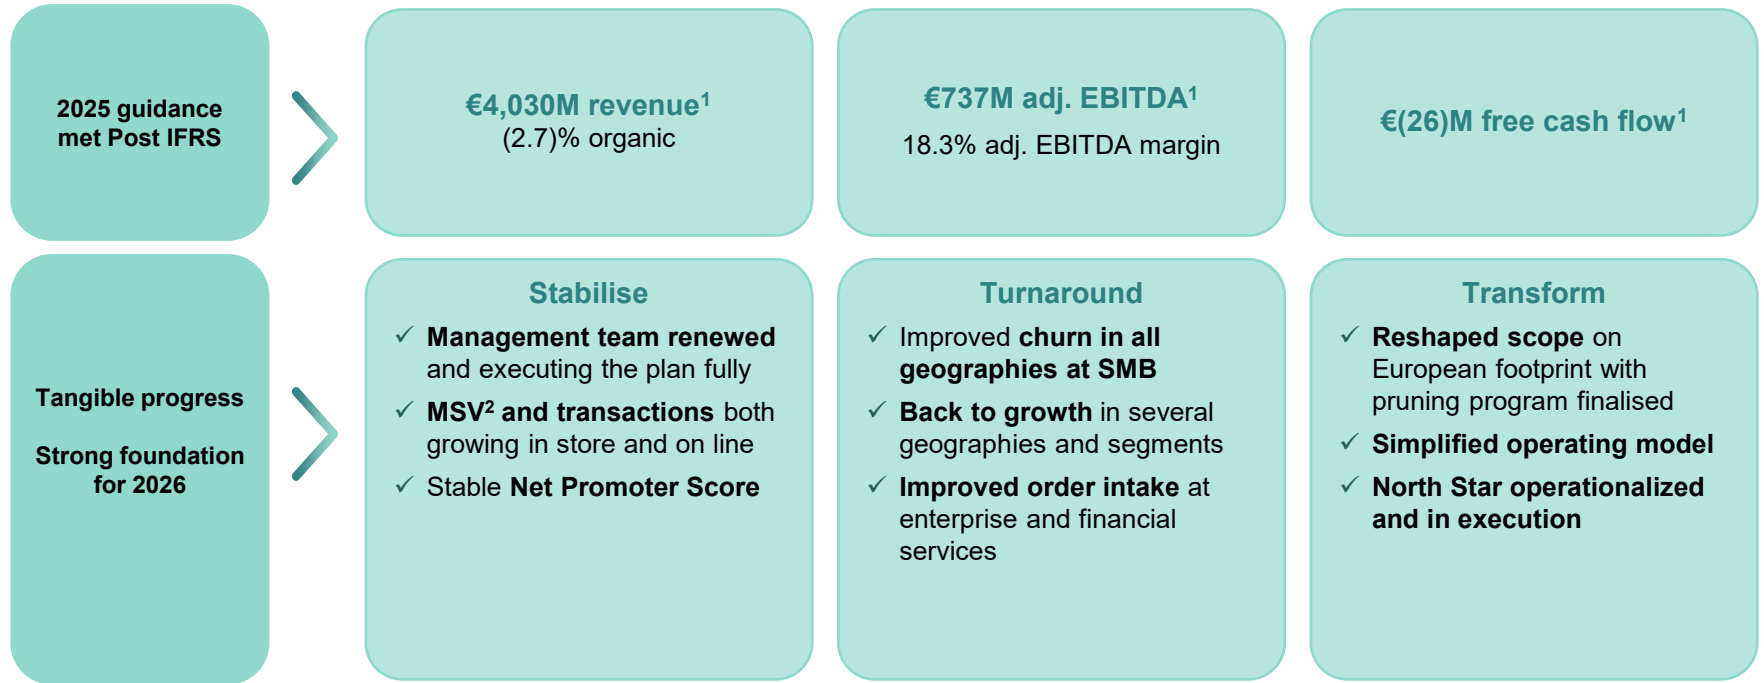 2025 guidance
met Post IFRS
€4,030M revenue¹
(2.7)% organic
€737M adj. EBITDA¹
18.3% adj. EBITDA margin
€(26)M free cash flow¹
Tangible progress
Strong foundation
for 2026
Stabilise
✓ Management team renewed
and executing the plan fully
✓ MSV² and transactions both
growing in store and on line
✓ Stable Net Promoter Score
Turnaround
✓ Improved churn in all
geographies at SMB
✓ Back to growth in several
geographies and segments
✓ Improved order intake at
enterprise and financial
services
Transform
✓ Reshaped scope on
European footprint with
pruning program finalised
✓ Simplified operating model
✓ North Star operationalized
and in execution